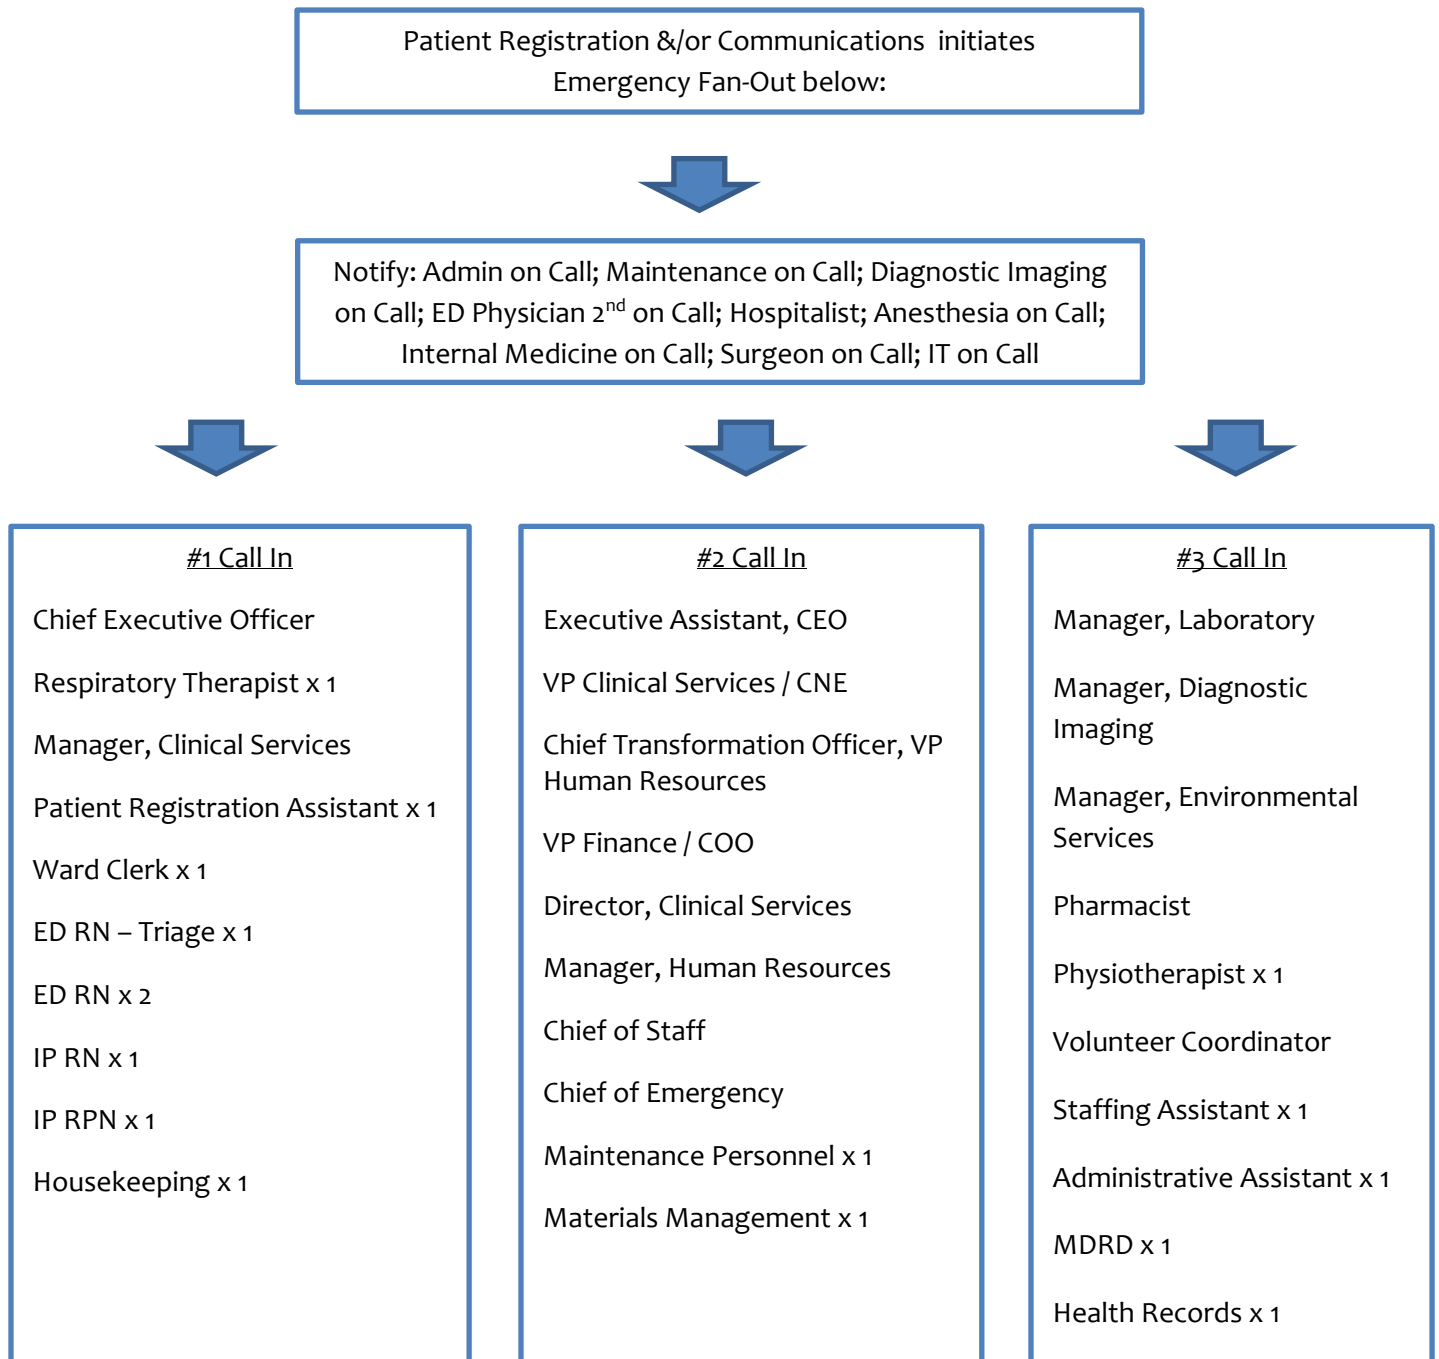 Patient Registration &/or Communications initiates
Emergency Fan-Out below:
Notify: Admin on Call; Maintenance on Call; Diagnostic Imaging
on Call; ED Physician 2nd on Call; Hospitalist; Anesthesia on Call;
Internal Medicine on Call; Surgeon on Call; IT on Call
#1 Call In
Chief Executive Officer
Respiratory Therapist x 1
Manager, Clinical Services
Patient Registration Assistant x 1
Ward Clerk x 1
ED RN – Triage x 1
ED RN x 2
IP RN x 1
IP RPN x 1
Housekeeping x 1
#2 Call In
Executive Assistant, CEO
VP Clinical Services / CNE
Chief Transformation Officer, VP
Human Resources
VP Finance / COO
Director, Clinical Services
Manager, Human Resources
Chief of Staff
Chief of Emergency
Maintenance Personnel x 1
Materials Management x 1
#3 Call In
Manager, Laboratory
Manager, Diagnostic
Imaging
Manager, Environmental
Services
Pharmacist
Physiotherapist x 1
Volunteer Coordinator
Staffing Assistant x 1
Administrative Assistant x 1
MDRD x 1
Health Records x 1